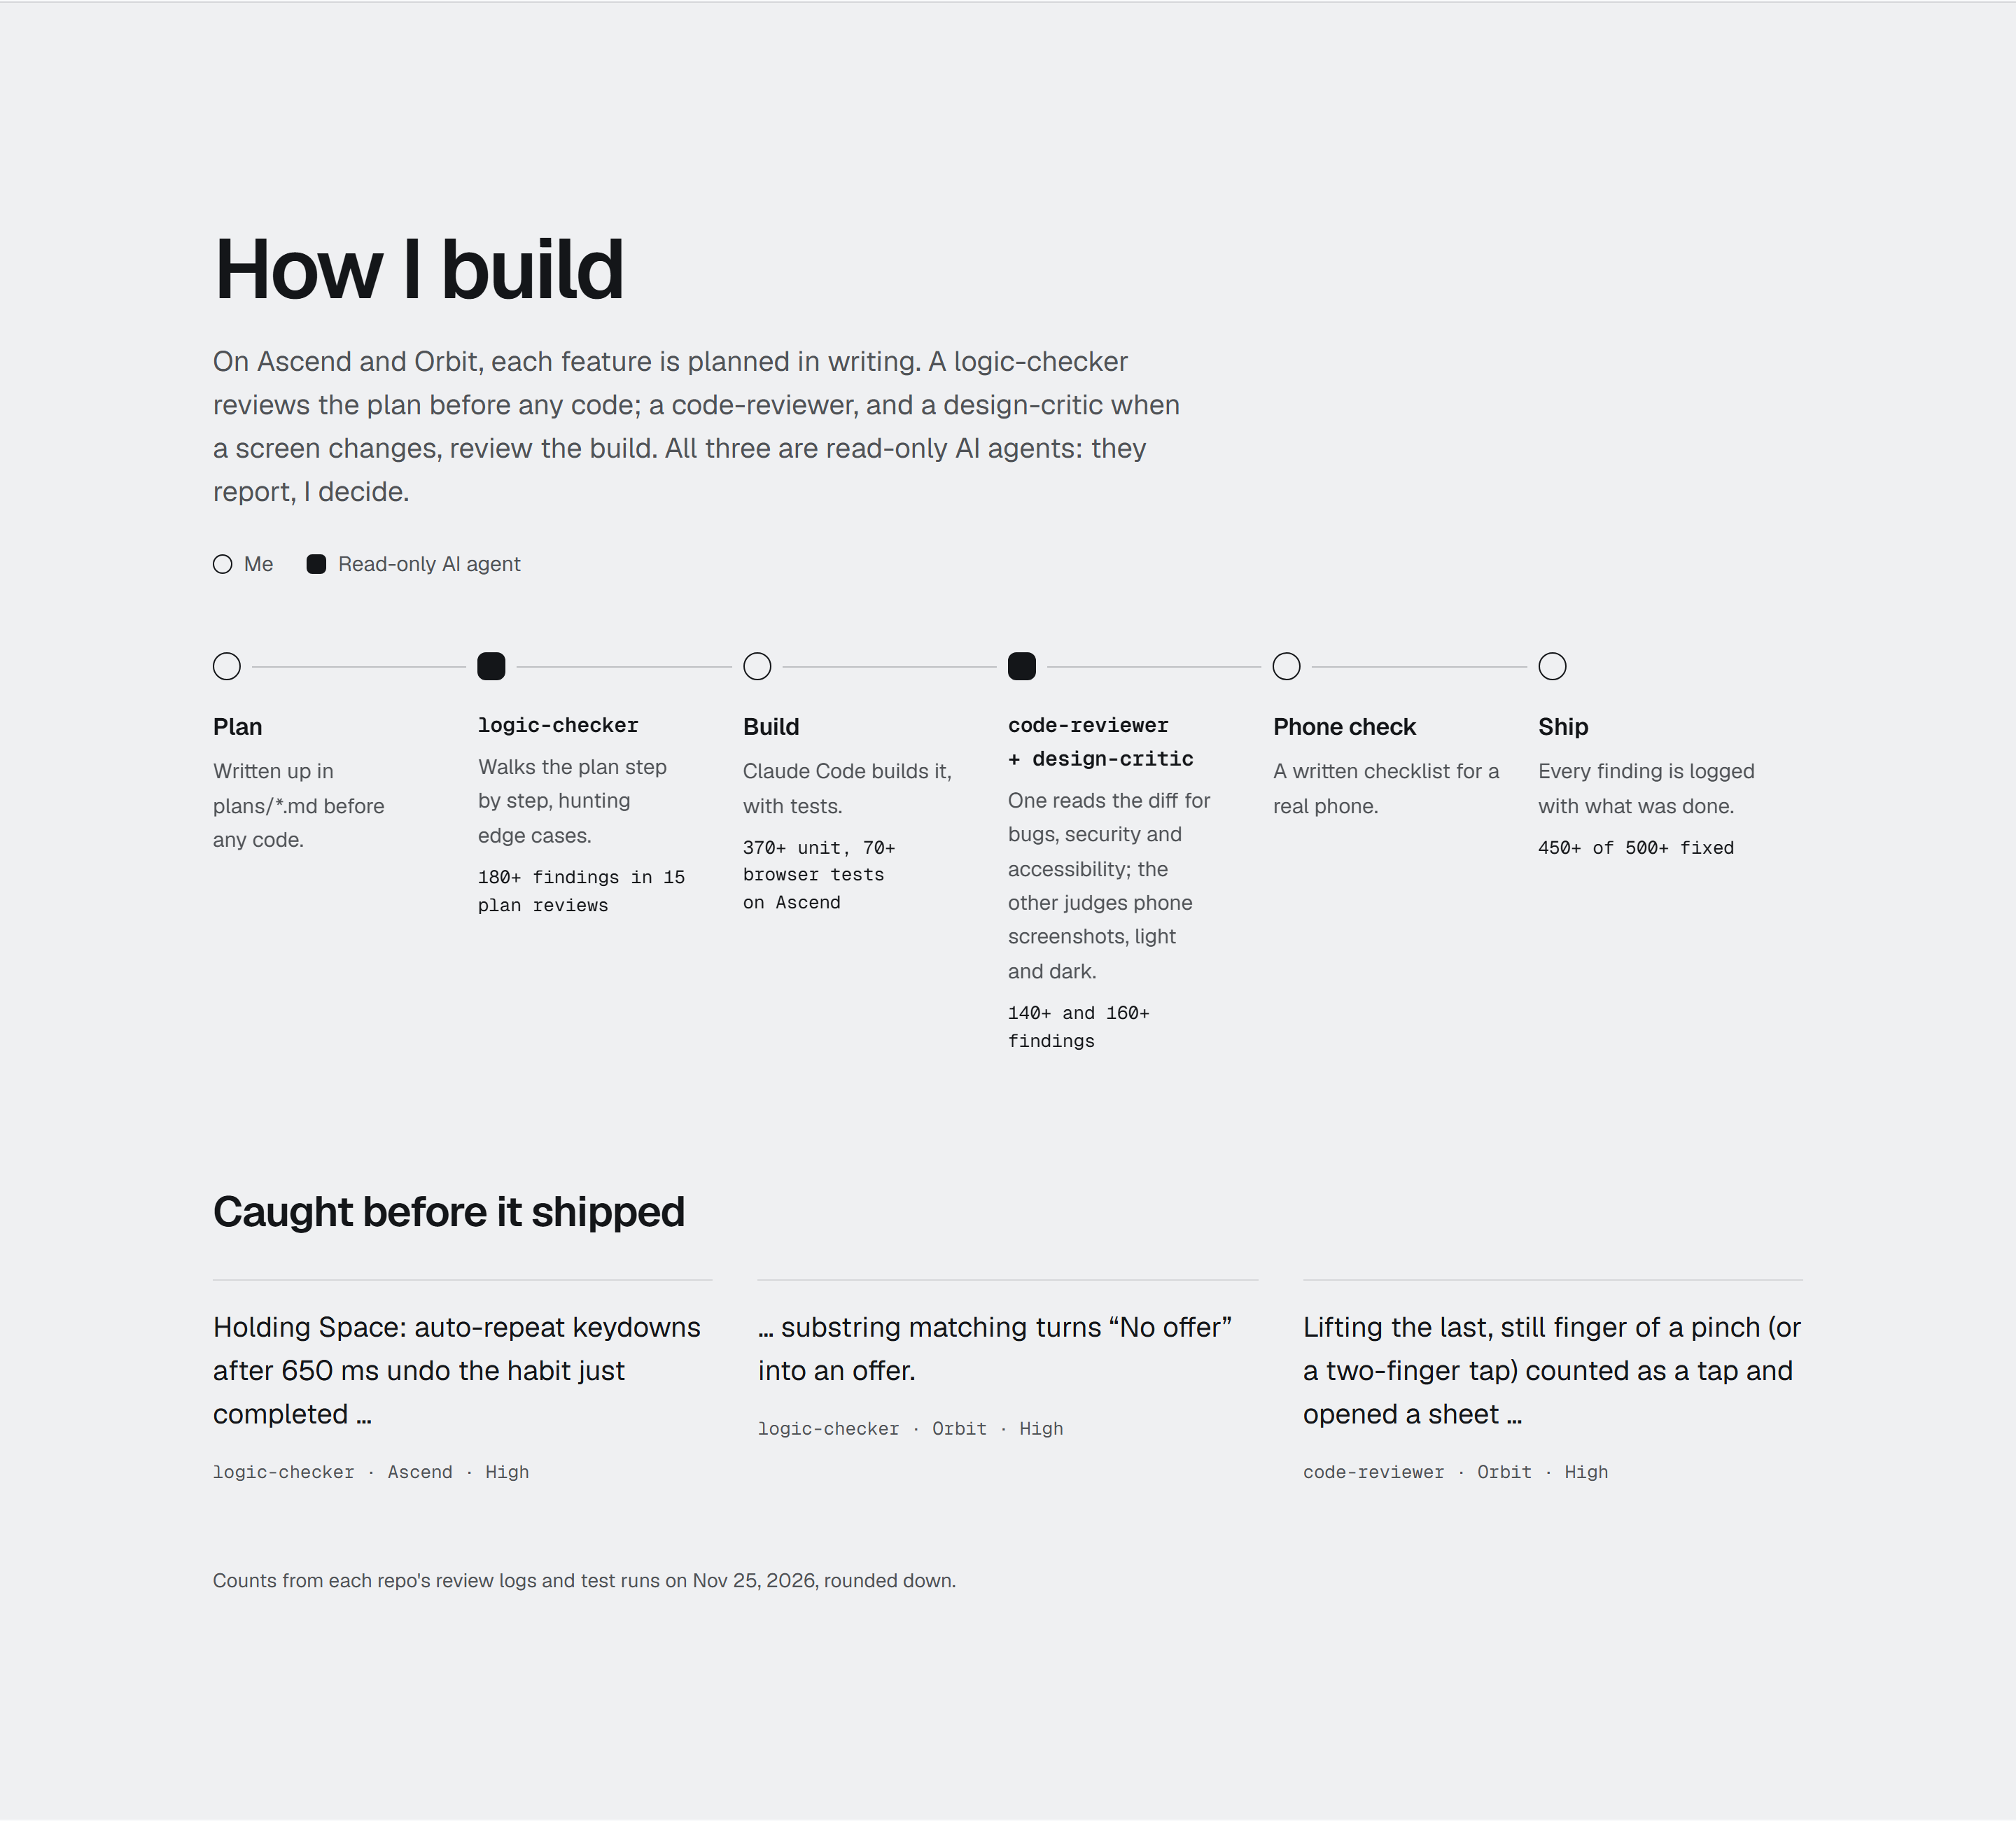 How I build
On Ascend and Orbit, each feature is planned in writing. A logic-checker
reviews the plan before any code; a code-reviewer, and a design-critic when
a screen changes, review the build. All three are read-only AI agents: they
report, I decide.
Me
Read-only AI agent
Plan
Written up in
plans/*.md before
any code.
logic-checker
Walks the plan step
by step, hunting
edge cases.
180+ findings in 15
plan reviews
Build
Claude Code builds it,
with tests.
370+ unit, 70+
browser tests
on Ascend
code-reviewer
+ design-critic
One reads the diff for
bugs, security and
accessibility; the
other judges phone
screenshots, light
and dark.
140+ and 160+
findings
Phone check
A written checklist for a
real phone.
Ship
Every finding is logged
with what was done.
450+ of 500+ fixed
Caught before it shipped
Holding Space: auto-repeat keydowns
after 650 ms undo the habit just
completed …
logic-checker · Ascend · High
… substring matching turns “No offer”
into an offer.
logic-checker · Orbit · High
Lifting the last, still finger of a pinch (or
a two-finger tap) counted as a tap and
opened a sheet …
code-reviewer · Orbit · High
Counts from each repo's review logs and test runs on Nov 25, 2026, rounded down.